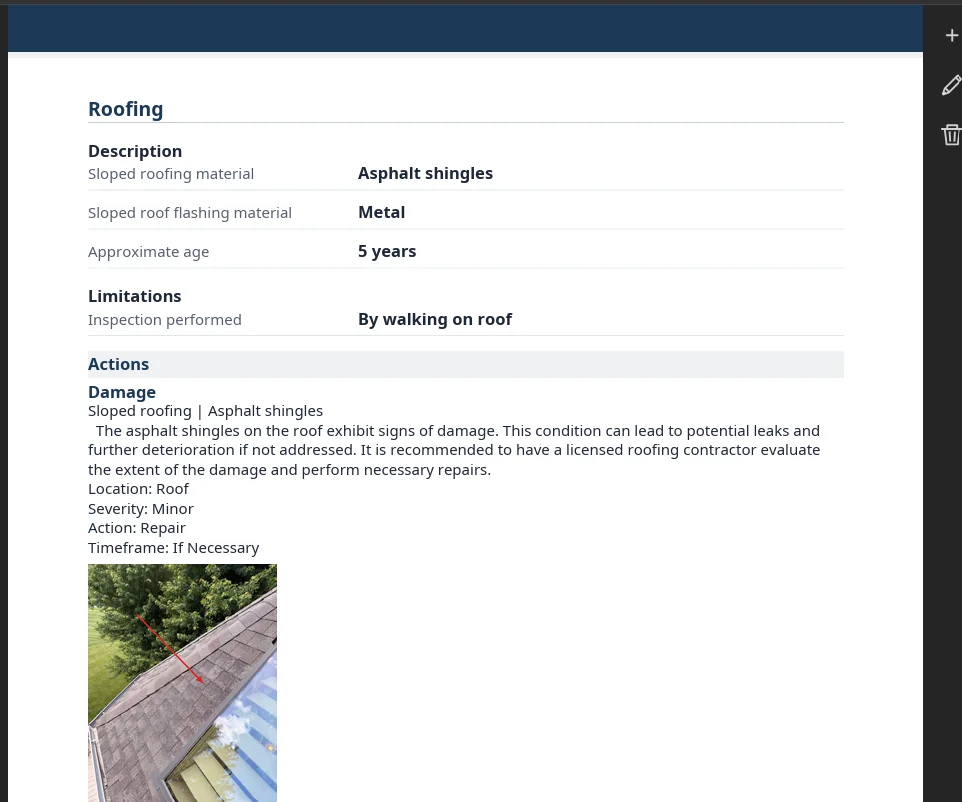 Roofing
Description
Sloped roofing material Asphalt shingles
Sloped roof flashing material Metal
Approximate age 5 years
Limitations
Inspection performed By walking on roof
Actions
Damage
Sloped roofing | Asphalt shingles
The asphalt shingles on the roof exhibit signs of damage. This condition can lead to potential leaks and
further deterioration if not addressed. It is recommended to have a licensed roofing contractor evaluate
the extent of the damage and perform necessary repairs.
Location: Roof
Severity: Minor
Action: Repair
Timeframe: If Necessary